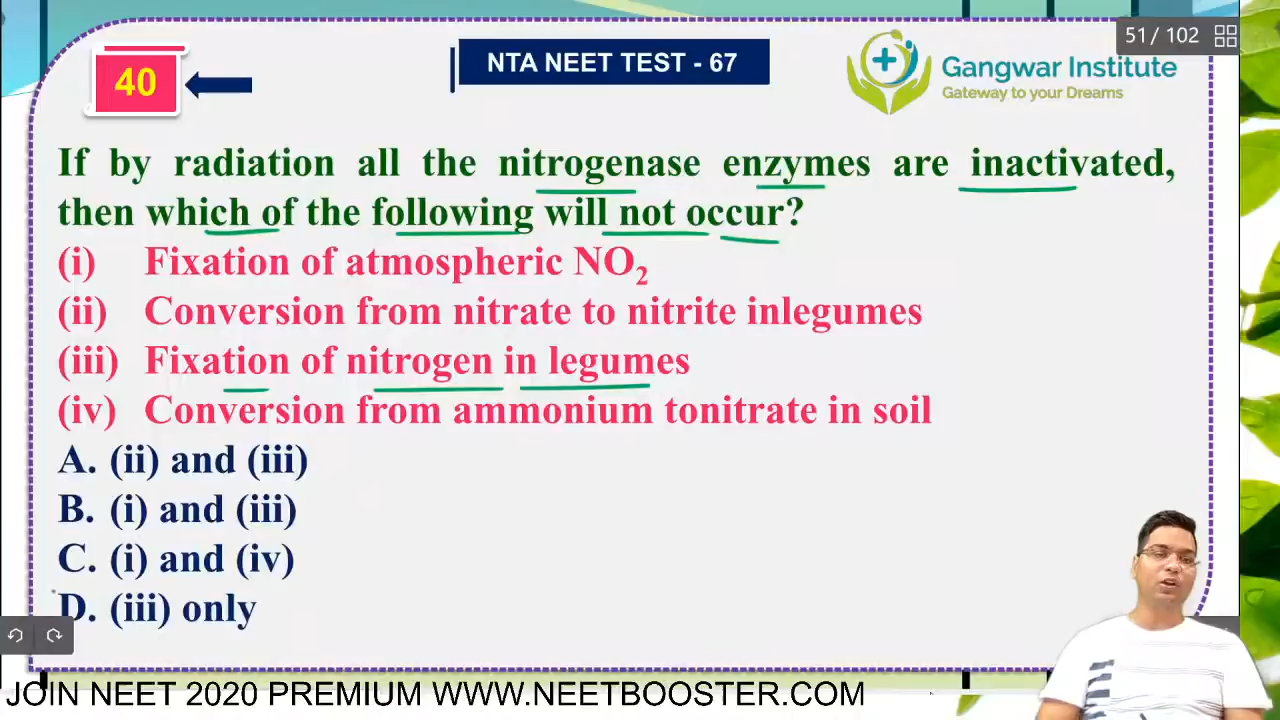 51 / 102
40
NTA NEET TEST - 67
Gangwar Institute
Gateway to your Dreams
If by radiation all the nitrogenase enzymes are inactivated,
then which of the following will not occur?
(i) Fixation of atmospheric NO₂
(ii) Conversion from nitrate to nitrite inlegumes
(iii) Fixation of nitrogen in legumes
(iv) Conversion from ammonium tonitrate in soil
A. (ii) and (iii)
B. (i) and (iii)
C. (i) and (iv)
D. (iii) only
JOIN NEET 2020 PREMIUM WWW.NEETBOOSTER.COM